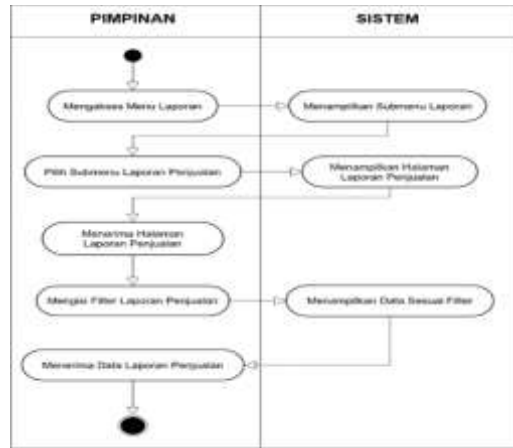 PIMPINAN
SISTEM
Mengakses Menu Laporan
Menampilkan Submenu Laporan
Pilih Submenu Laporan Penjualan
Menampilkan Halaman
Laporan Penjualan
Menerima Halaman
Laporan Penjualan
Mengisi Filter Laporan Penjualan
Menampilkan Data Sesuai Filter
Menerima Data Laporan Penjualan